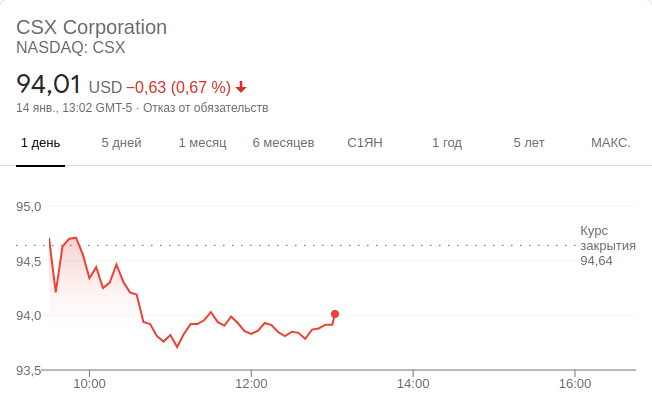 CSX Corporation
NASDAQ: CSX
94,01 USD −0,63 (0,67 %)
14 янв., 13:02 GMT-5 · Отказ от обязательств
1 день 5 дней 1 месяц 6 месяцев С1ЯН 1 год 5 лет МАКС.
95,0
Курс
закрытия
94,64
94,5
94,0
93,5
10:00 12:00 14:00 16:00